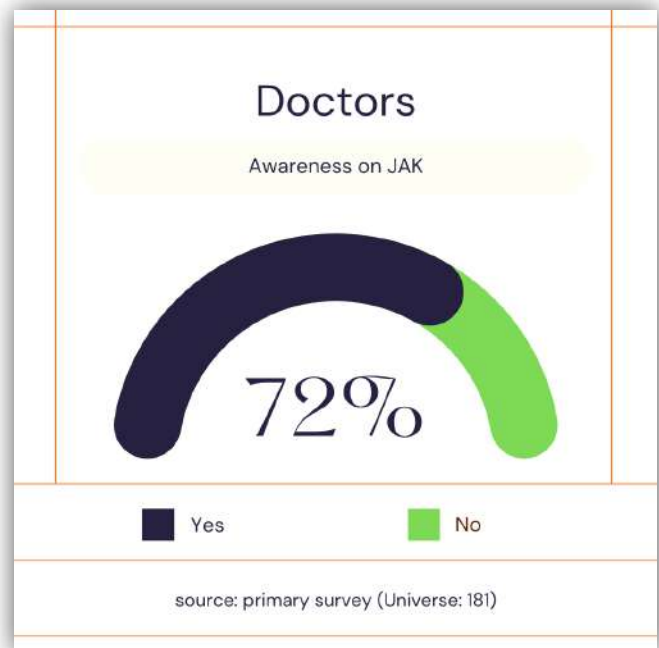 Doctors
Awareness on JAK
72%
Yes
No
source: primary survey (Universe: 181)